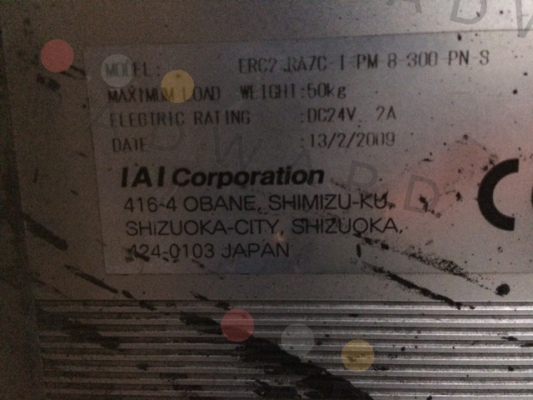 MODEL: ERC2-RA7C-I-PM-8-300-PN-S
MAXIMUM LOAD WEIGHT:50kg
ELECTRIC RATING :DC24V 2A
DATE :13/2/2009
IAI Corporation
416-4 OBANE, SHIMIZU-KU,
SHIZUOKA-CITY, SHIZUOKA,
424-0103 JAPAN